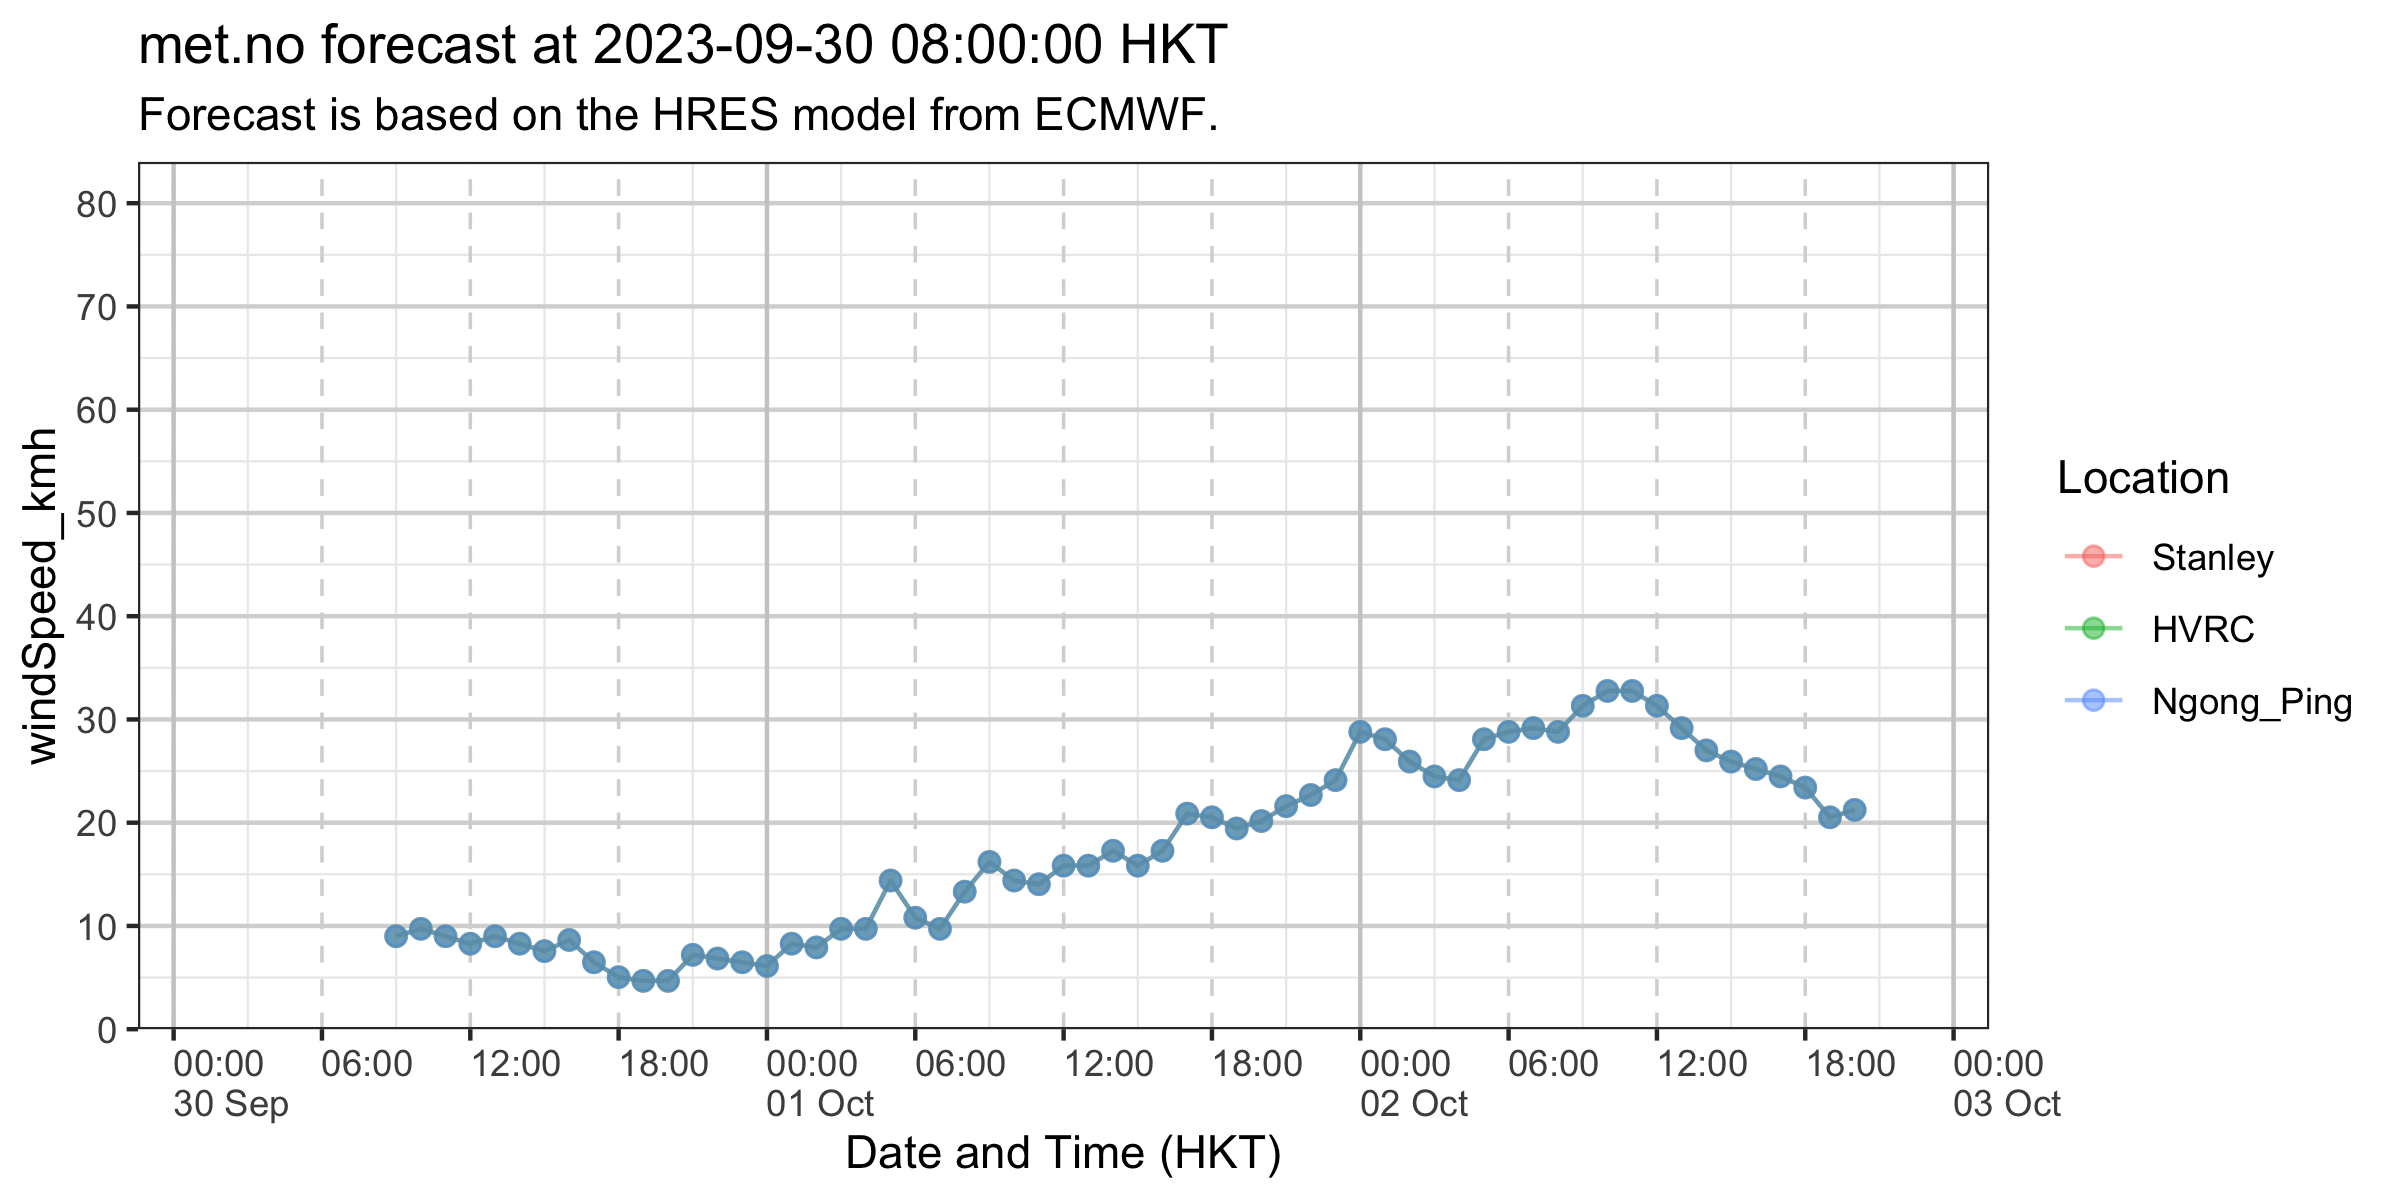 met.no forecast at 2023-09-30 08:00:00 HKT
Forecast is based on the HRES model from ECMWF.
windSpeed_kmh
80
70
60
50
40
30
20
10
0
00:00 06:00 12:00 18:00 00:00 06:00 12:00 18:00 00:00 06:00 12:00 18:00 00:00
30 Sep 01 Oct 02 Oct 03 Oct
Date and Time (HKT)
Location
Stanley
HVRC
Ngong_Ping